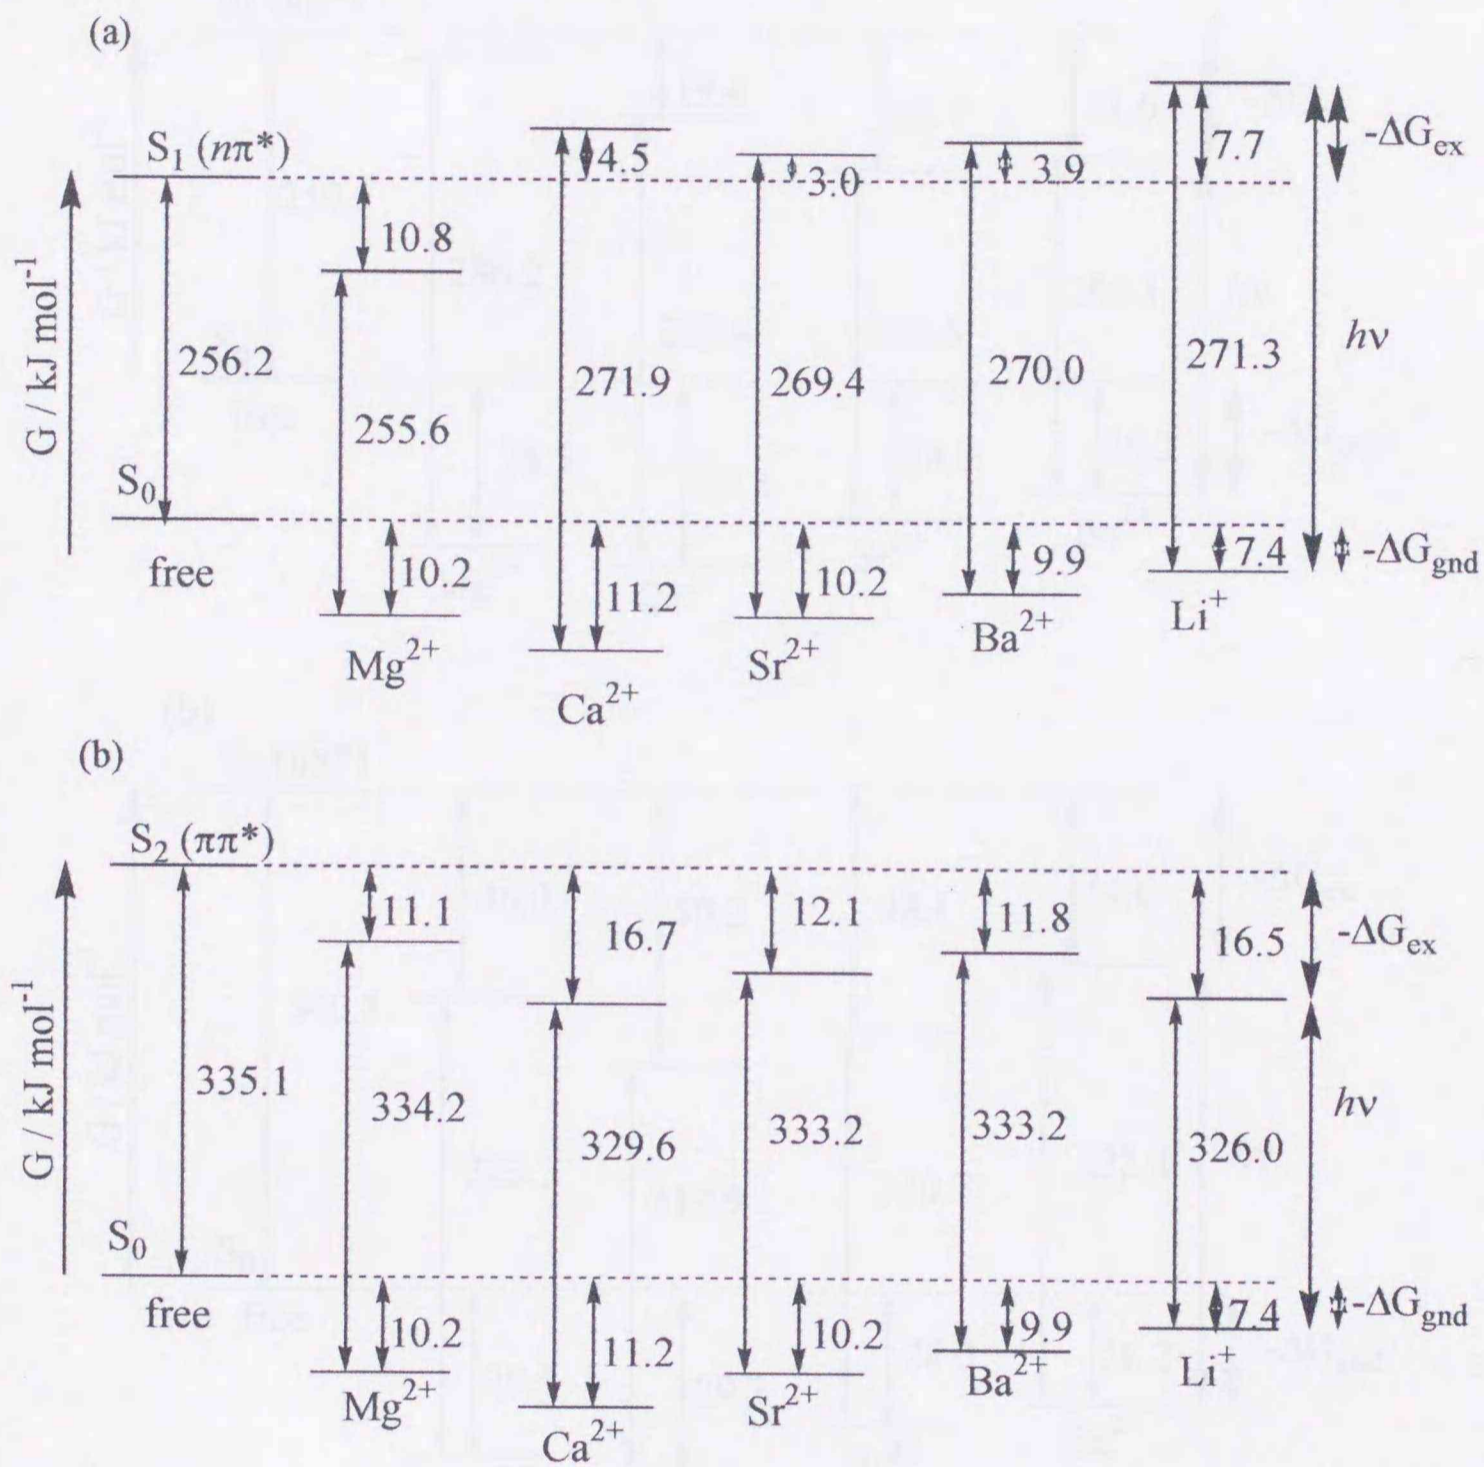 (a)
S₁ (nπ*)
4.5
3.0
3.9
7.7
-ΔG_ex
10.8
G / kJ mol⁻¹
256.2
255.6
271.9
269.4
270.0
271.3
hν
S₀
free
10.2
11.2
10.2
9.9
7.4
-ΔG_gnd
Mg²⁺
Ca²⁺
Sr²⁺
Ba²⁺
Li⁺
(b)
S₂ (ππ*)
11.1
16.7
12.1
11.8
16.5
-ΔG_ex
G / kJ mol⁻¹
335.1
334.2
329.6
333.2
333.2
326.0
hν
S₀
free
10.2
11.2
10.2
9.9
7.4
-ΔG_gnd
Mg²⁺
Ca²⁺
Sr²⁺
Ba²⁺
Li⁺